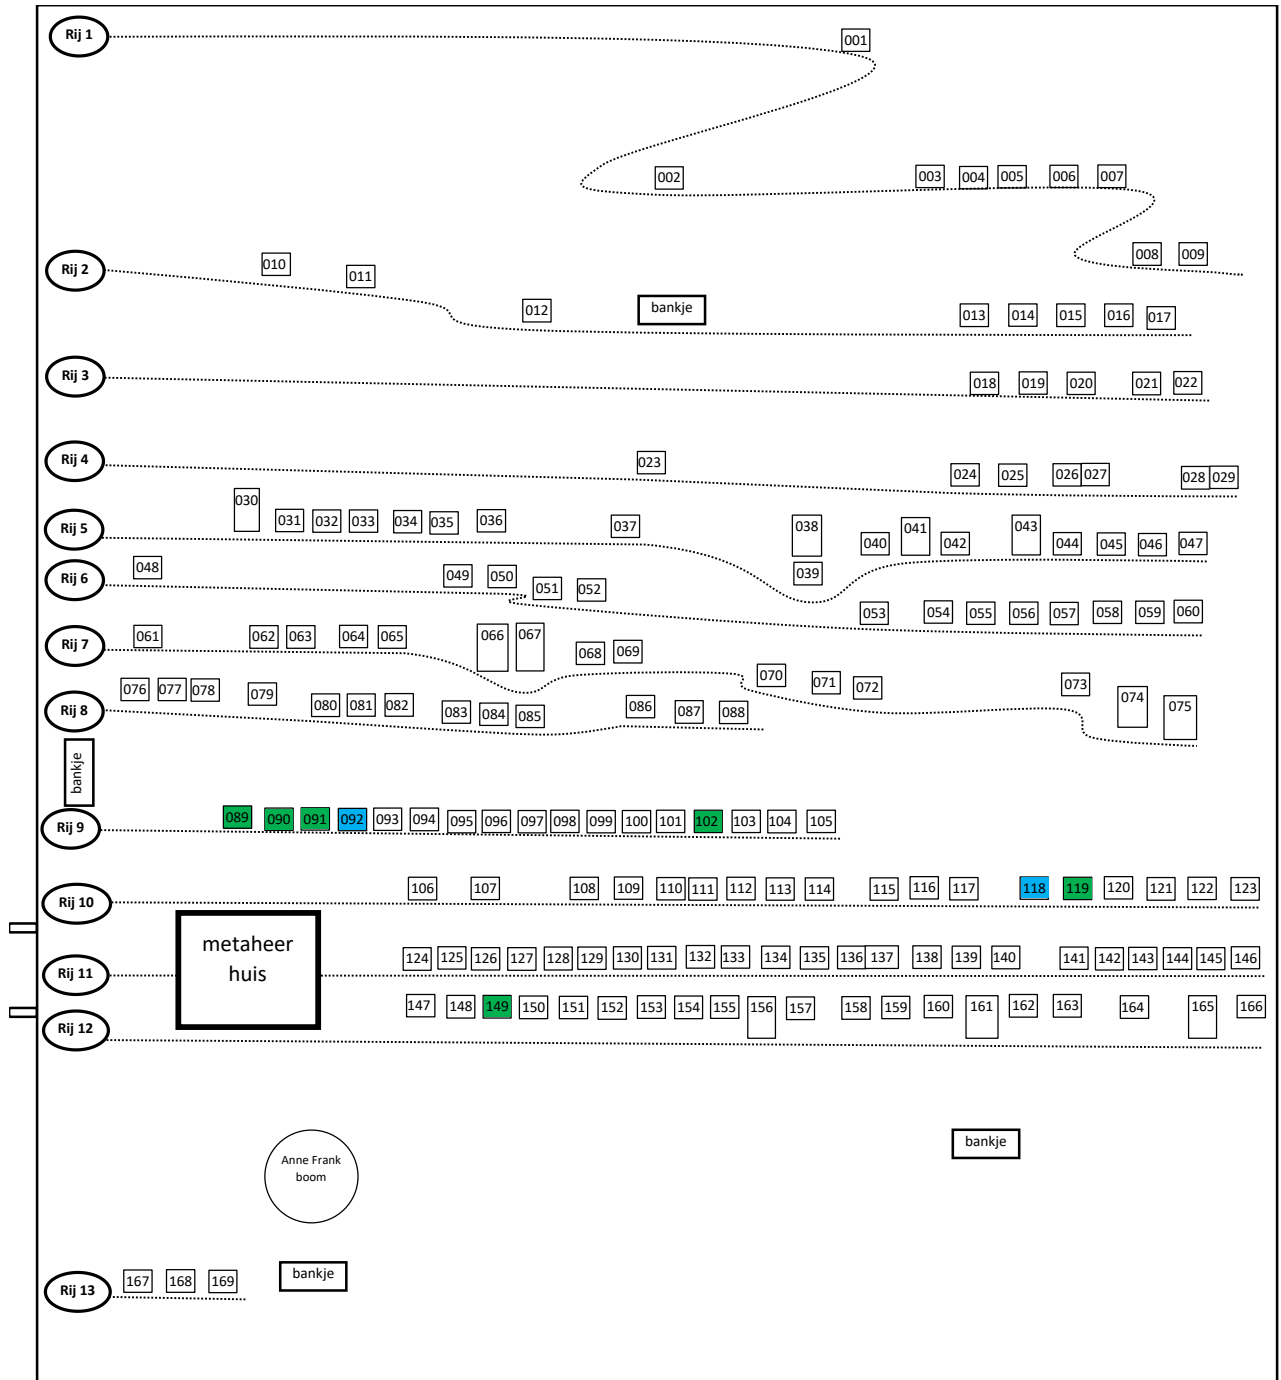 Rij 1
001
002
003 004 005 006 007
008 009
Rij 2
010
011
012
bankje
013 014 015 016 017
Rij 3
018 019 020 021 022
Rij 4
023
024 025 026 027 028 029
Rij 5
030
031 032 033 034 035 036 037 038
039
040 041 042 043 044 045 046 047
Rij 6
048
049 050 051 052
053 054 055 056 057 058 059 060
Rij 7
061 062 063 064 065 066 067 068 069
070 071 072 073 074 075
Rij 8
076 077 078 079 080 081 082 083 084 085 086 087 088
bankje
Rij 9
089 090 091 092 093 094 095 096 097 098 099 100 101 102 103 104 105
Rij 10
106 107 108 109 110 111 112 113 114 115 116 117 118 119 120 121 122 123
metaheer
huis
Rij 11
124 125 126 127 128 129 130 131 132 133 134 135 136 137 138 139 140 141 142 143 144 145 146
Rij 12
147 148 149 150 151 152 153 154 155 156 157 158 159 160 161 162 163 164 165 166
Anne Frank
boom
bankje
Rij 13
167 168 169
bankje